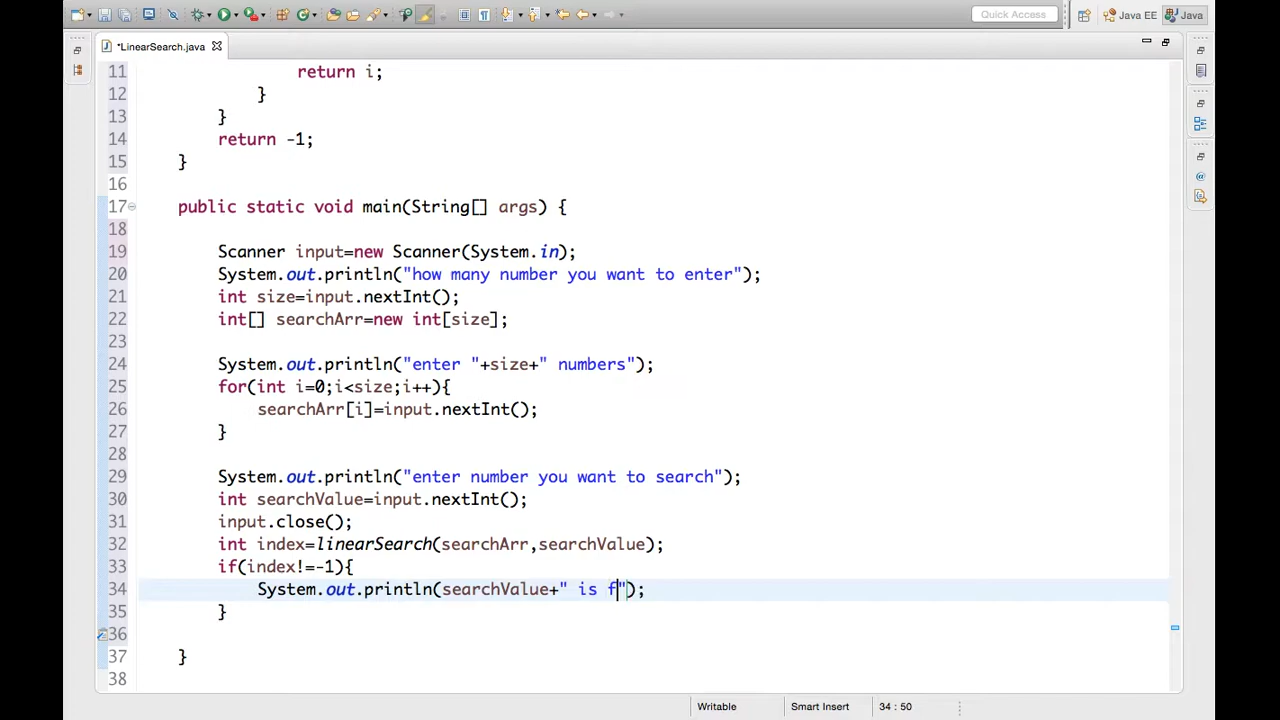 Quick Access
Java EE
Java
*LinearSearch.java
11 return i;
12 }
13 }
14 return -1;
15 }
16
17 public static void main(String[] args) {
18
19 Scanner input=new Scanner(System.in);
20 System.out.println("how many number you want to enter");
21 int size=input.nextInt();
22 int[] searchArr=new int[size];
23
24 System.out.println("enter "+size+" numbers");
25 for(int i=0;i<size;i++){
26 searchArr[i]=input.nextInt();
27 }
28
29 System.out.println("enter number you want to search");
30 int searchValue=input.nextInt();
31 input.close();
32 int index=linearSearch(searchArr,searchValue);
33 if(index!=-1){
34 System.out.println(searchValue+" is f");
35 }
36
37 }
38
Writable
Smart Insert
34 : 50